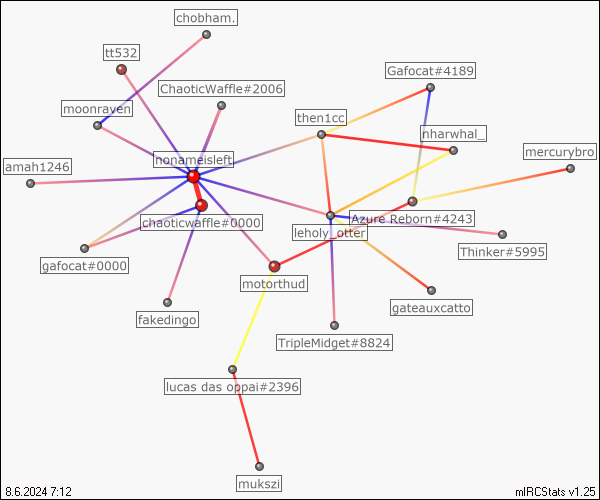 chobham.
tt532
Gafocat#4189
ChaoticWaffle#2006
moonraven
then1cc
nharwhal_
mercurybro
honameisleft
amah1246
chaoticwaffle#0000
Azure Reborn#4243
leholy_otter
Thinker#5995
gafocat#0000
motorthud
gateauxcatto
fakedingo
TripleMidget#8824
lucas das oppai#2396
mukszi
8.6.2024 7:12
mIRCStats v1.25